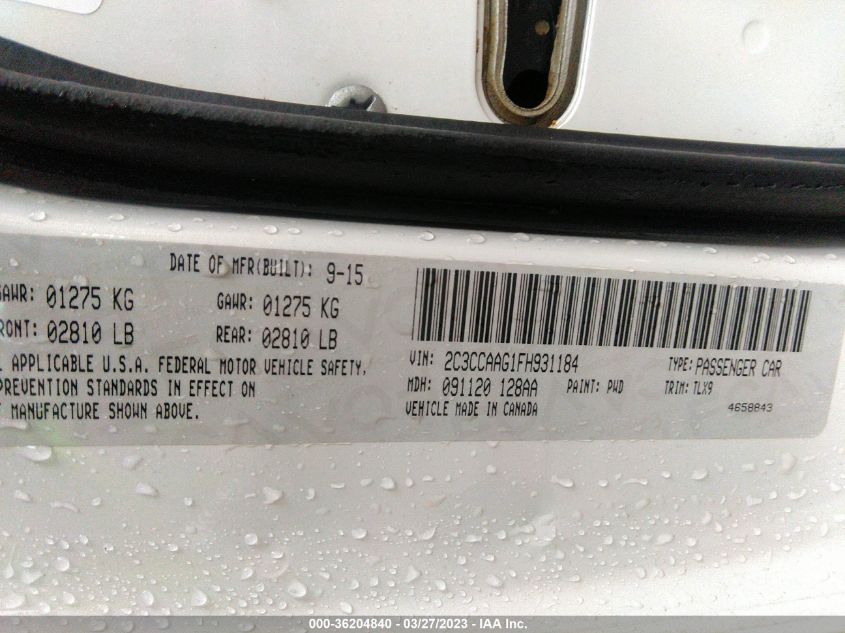 DATE OF MFR(BUILT): 9-15
GAWR: 01275 KG GAWR: 01275 KG
FRONT: 02810 LB REAR: 02810 LB
APPLICABLE U.S.A. FEDERAL MOTOR VEHICLE SAFETY,
PREVENTION STANDARDS IN EFFECT ON
MANUFACTURE SHOWN ABOVE.
VIN: 2C3CCAAG1FH931184 TYPE: PASSENGER CAR
MDH: 091120 128AA PAINT: PWD TRIM: TLX9
VEHICLE MADE IN CANADA 4658843
000-36204840 - 03/27/2023 - IAA Inc.